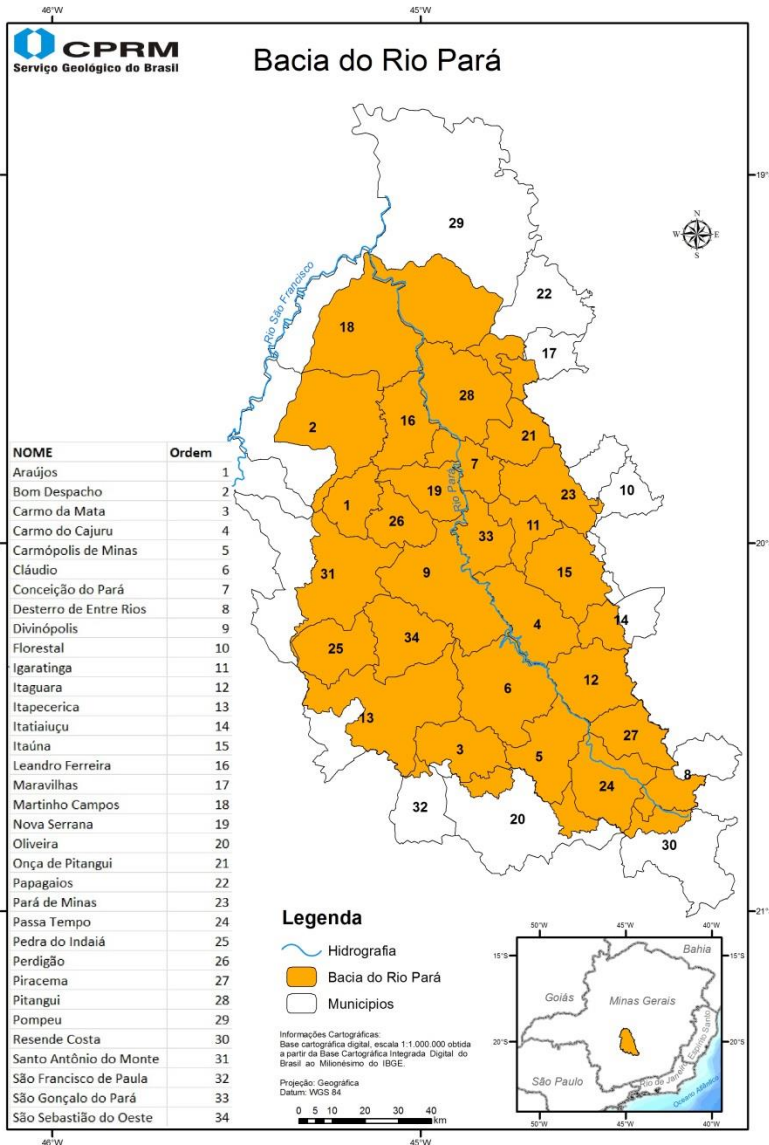 46°W
45°W
CPRM
Serviço Geológico do Brasil
Bacia do Rio Pará
19°S
29
N
W E
S
Rio São Francisco
22
18
17
28
2
16
21
7
Rio Pará
19
23
10
1
26
11
33
20°S
31
9
15
4
14
34
25
6
12
13
27
3
5
8
24
32
20
30
21°S
NOME Ordem
Araújos 1
Bom Despacho 2
Carmo da Mata 3
Carmo do Cajuru 4
Carmópolis de Minas 5
Cláudio 6
Conceição do Pará 7
Desterro de Entre Rios 8
Divinópolis 9
Florestal 10
Igaratinga 11
Itaguara 12
Itapecerica 13
Itatiaiuçu 14
Itaúna 15
Leandro Ferreira 16
Maravilhas 17
Martinho Campos 18
Nova Serrana 19
Oliveira 20
Onça de Pitangui 21
Papagaios 22
Pará de Minas 23
Passa Tempo 24
Pedra do Indaiá 25
Perdigão 26
Piracema 27
Pitangui 28
Pompeu 29
Resende Costa 30
Santo Antônio do Monte 31
São Francisco de Paula 32
São Gonçalo do Pará 33
São Sebastião do Oeste 34
Legenda
Hidrografia
Bacia do Rio Pará
Municipios
Informações Cartográficas:
Base cartográfica digital, escala 1:1.000.000 obtida
a partir da Base Cartográfica Integrada Digital do
Brasil ao Milionésimo do IBGE.
Projeção: Geográfica
Datum: WGS 84
0 5 10 20 30 40
km
50°W 45°W 40°W
Bahia
15°S 15°S
Goiás
Minas Gerais
20°S 20°S
Espírito Santo
São Paulo
Rio de Janeiro
Oceano Atlântico
50°W 45°W 40°W
46°W
45°W